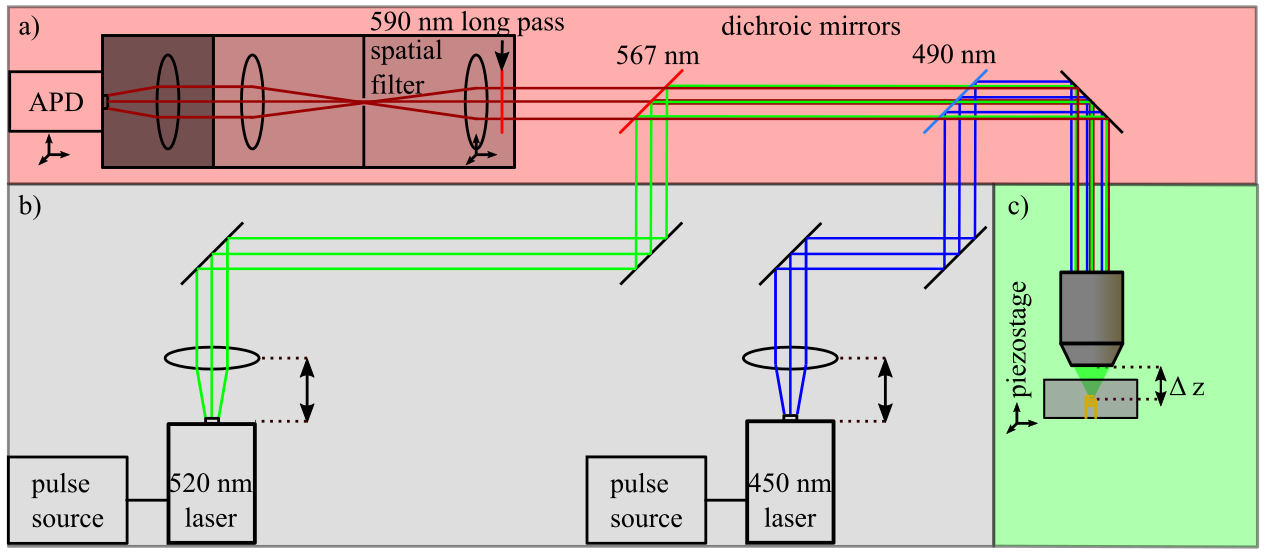 a)
590 nm long pass
spatial
filter
APD
dichroic mirrors
567 nm
490 nm
b)
c)
piezostage
Δ z
pulse
source
520 nm
laser
pulse
source
450 nm
laser